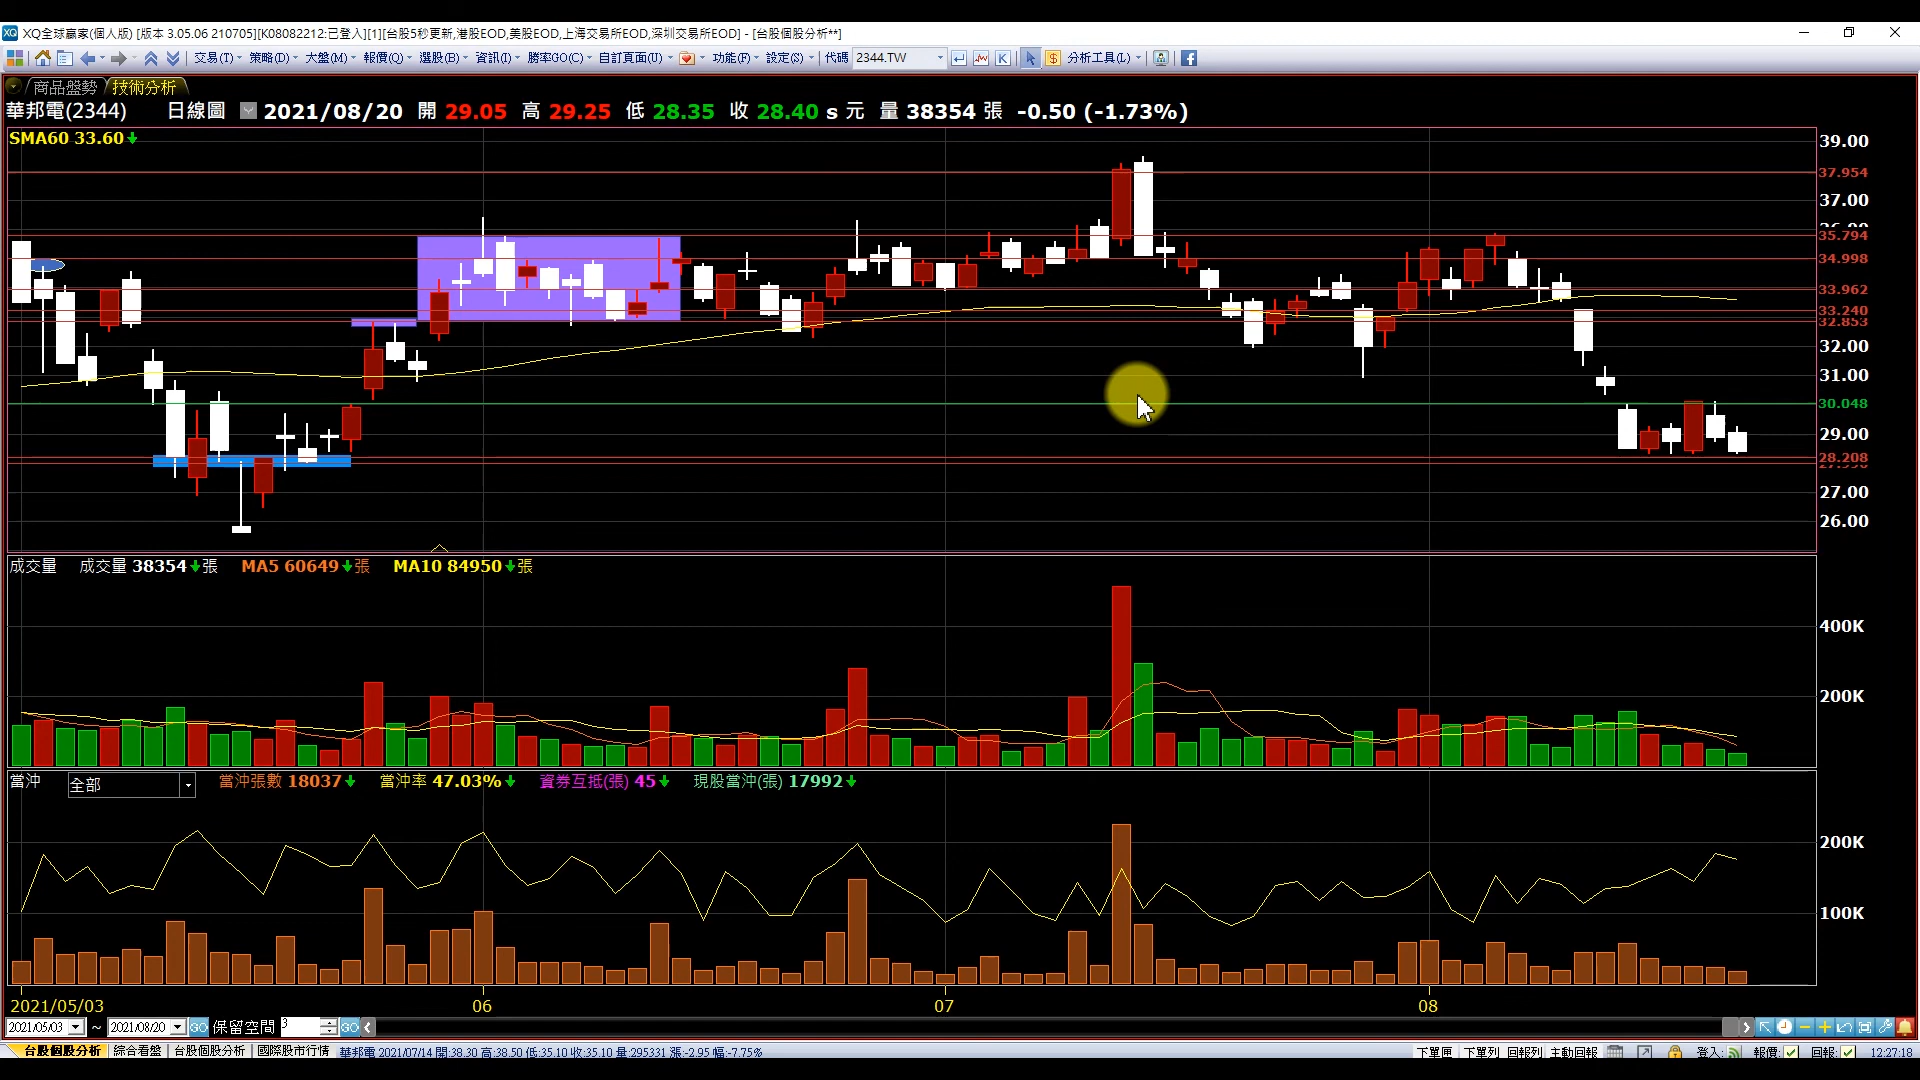 XQ全球贏家(個人版) [版本 3.05.06 210705][K08082212:已登入][1][台股5秒更新,港股EOD,美股EOD,上海交易所EOD,深圳交易所EOD] - [台股個股分析**]
交易(T) 策略(D) 大盤(M) 報價(Q) 選股(B) 資訊(I) 勝率GO(C) 自訂頁面(U) 功能(F) 設定(S) 代碼 2344.TW K $ 分析工具(L)
商品盤勢 技術分析
華邦電(2344) 日線圖 2021/08/20 開 29.05 高 29.25 低 28.35 收 28.40 s 元 量 38354 張 -0.50 (-1.73%)
SMA60 33.60
39.00
37.954
37.00
35.794
34.998
33.962
33.240
32.853
32.00
31.00
30.048
29.00
28.208
27.00
26.00
成交量 成交量 38354 張 MA5 60649 張 MA10 84950 張
400K
200K
當沖 全部 當沖張數 18037 當沖率 47.03% 資券互抵(張) 45 現股當沖(張) 17992
200K
100K
2021/05/03 06 07 08
2021/05/03 ~ 2021/08/20 GO 保留空間 3 GO
台股個股分析 綜合看盤 台股個股分析 國際股市行情 華邦電 2021/07/14 開:38.30 高:38.50 低:35.10 收:35.10 量:295331 漲:-2.95 幅:-7.75% 下單匣 下單列 回報列 主動回報 登入: 報價: 回報: 12:27:18